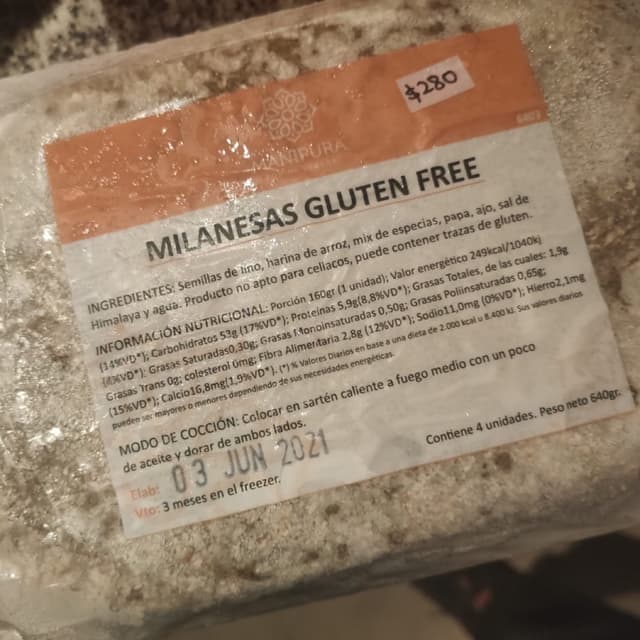 $280
MANIPURA
MILANESAS GLUTEN FREE
INGREDIENTES: Semillas de lino, harina de arroz, mix de especias, papa, ajo, sal de
Himalaya y agua. Producto no apto para celiacos, puede contener trazas de gluten.
INFORMACIÓN NUTRICIONAL: Porción 160gr (1 unidad); Valor energético 249kcal/1040kj
(14%VD*); Carbohidratos 53g (17%VD*); Proteinas 5,9g(8,8%VD*); Grasas Totales, de las cuales: 1,9g
(4%VD*); Grasas Saturadas0,30g; Grasas Monoinsaturadas 0,50g; Grasas Poliinsaturadas 0,65g;
Grasas Trans 0g; colesterol 0mg; Fibra Alimentaria 2,8g (12%VD*); Sodio11,0mg (0%VD*); Hierro2,1mg
(15%VD*); Calcio16,8mg(1,9%VD*). (*) % Valores Diarios en base a una dieta de 2.000 kcal u 8.400 kJ. Sus valores diarios
pueden ser mayores o menores dependiendo de sus necesidades energéticas.
MODO DE COCCIÓN: Colocar en sartén caliente a fuego medio con un poco
de aceite y dorar de ambos lados.
Contiene 4 unidades. Peso neto 640gr.
Elab: 03 JUN 2021
Vto: 3 meses en el freezer.